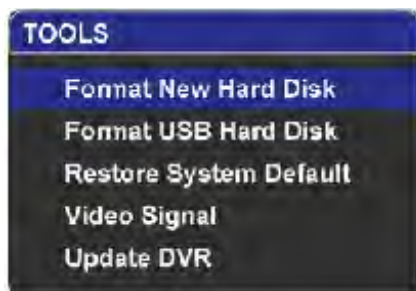 TOOLS
Format New Hard Disk
Format USB Hard Disk
Restore System Default
Video Signal
Update DVR